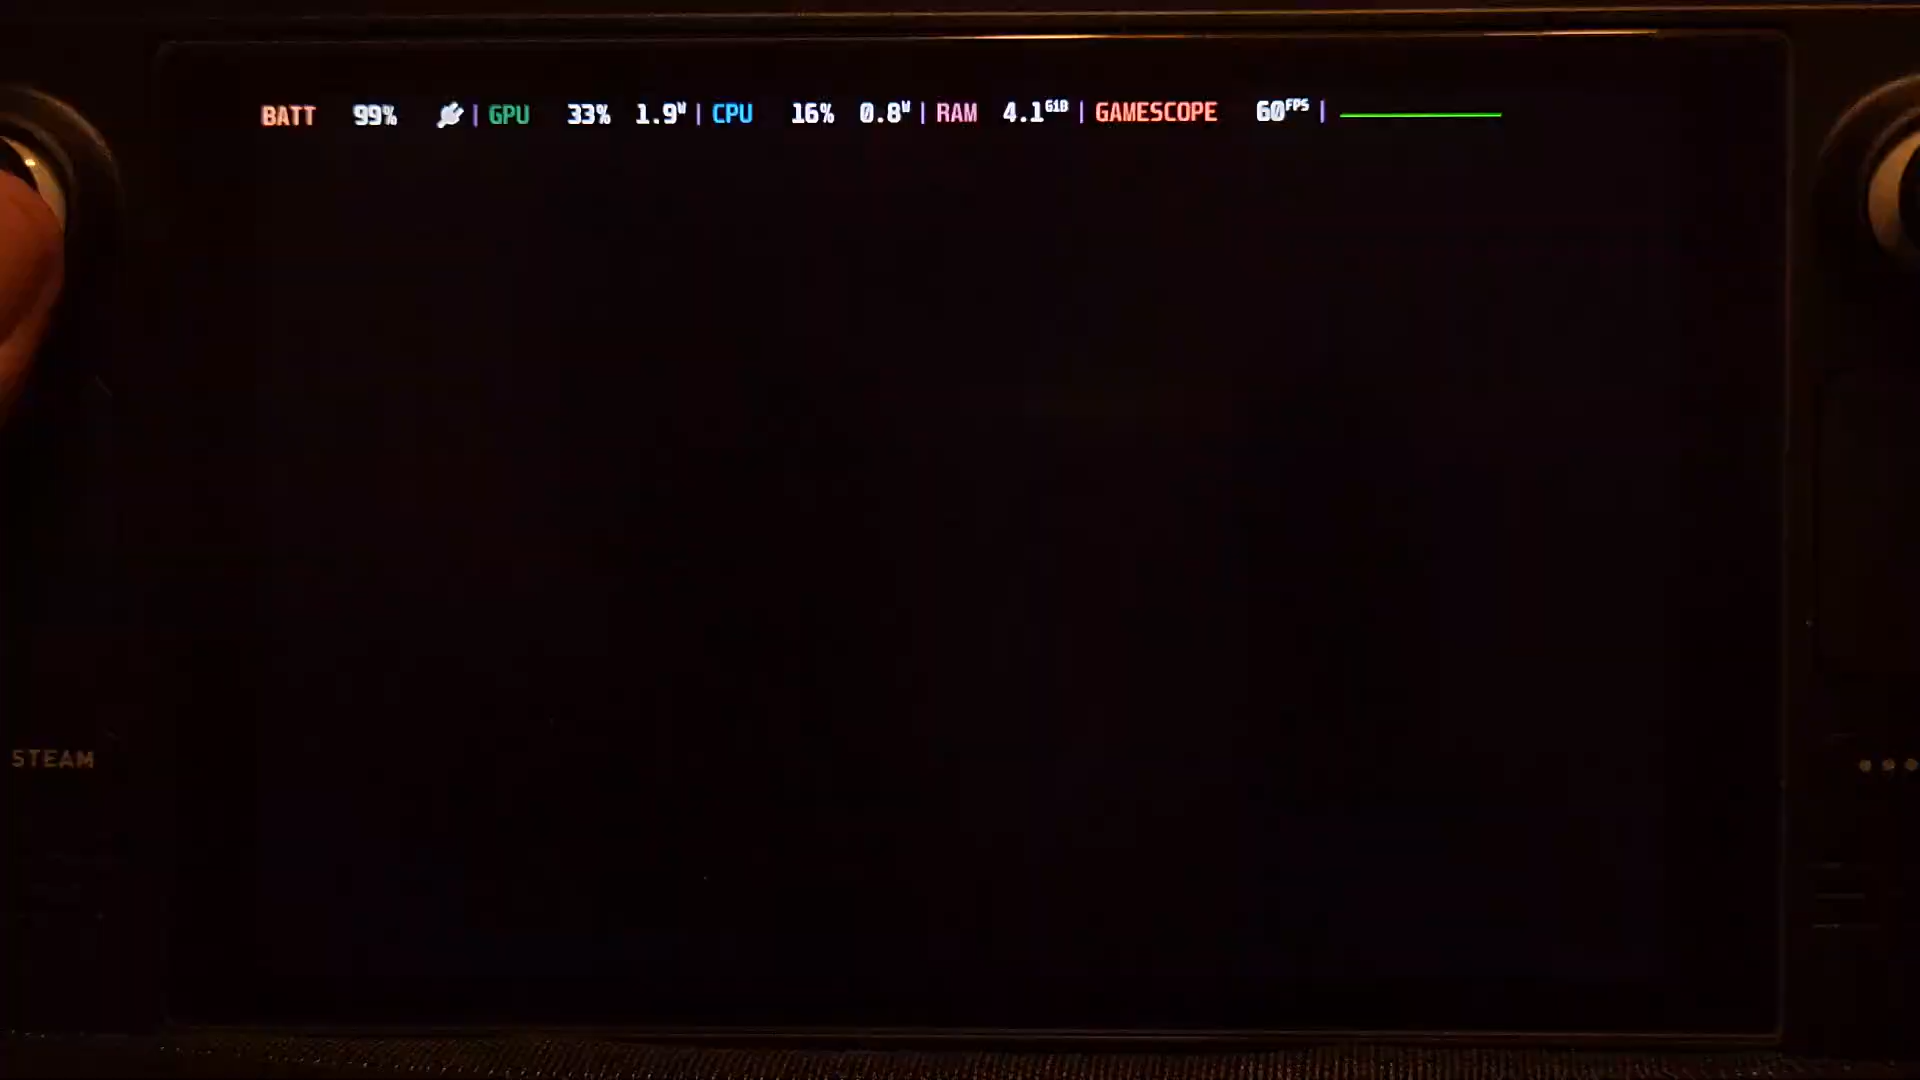 BATT 99% | GPU 33% 1.9W | CPU 16% 0.8W | RAM 4.1GiB | GAMESCOPE 60FPS |
STEAM